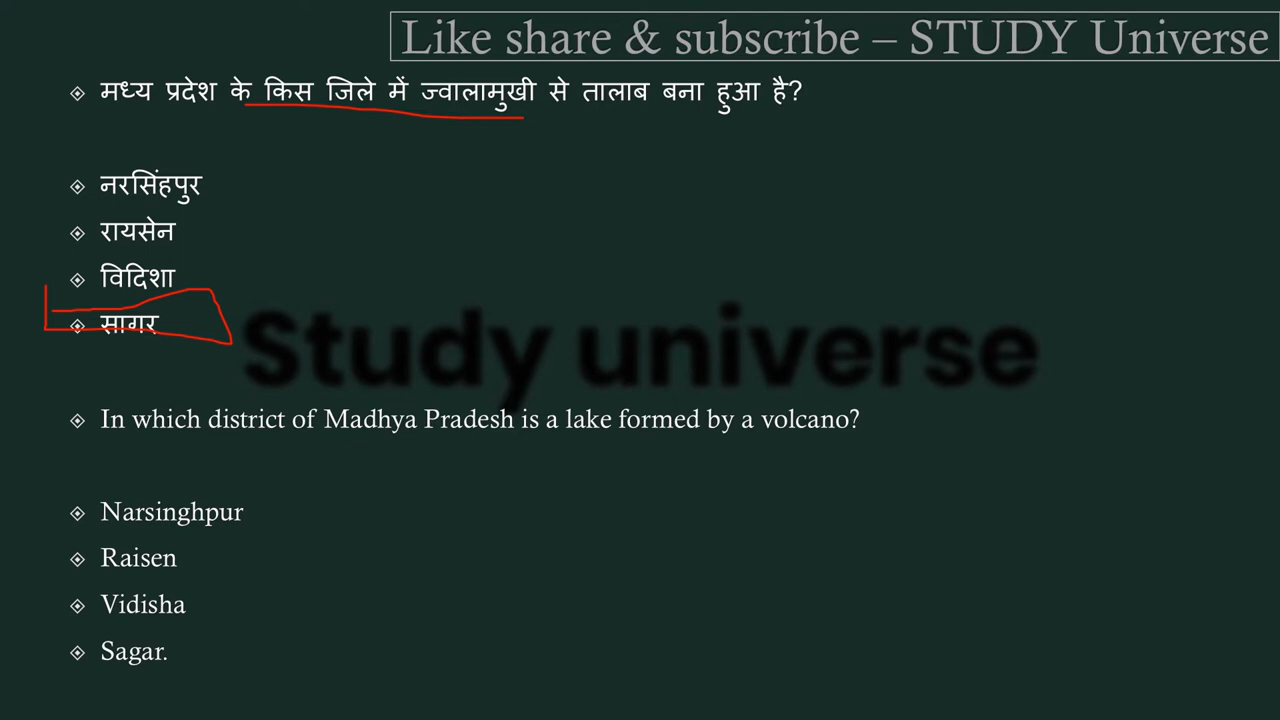 Like share & subscribe – STUDY Universe
मध्य प्रदेश के किस जिले में ज्वालामुखी से तालाब बना हुआ है?
नरसिंहपुर
रायसेन
विदिशा
सागर
Study universe
In which district of Madhya Pradesh is a lake formed by a volcano?
Narsinghpur
Raisen
Vidisha
Sagar.